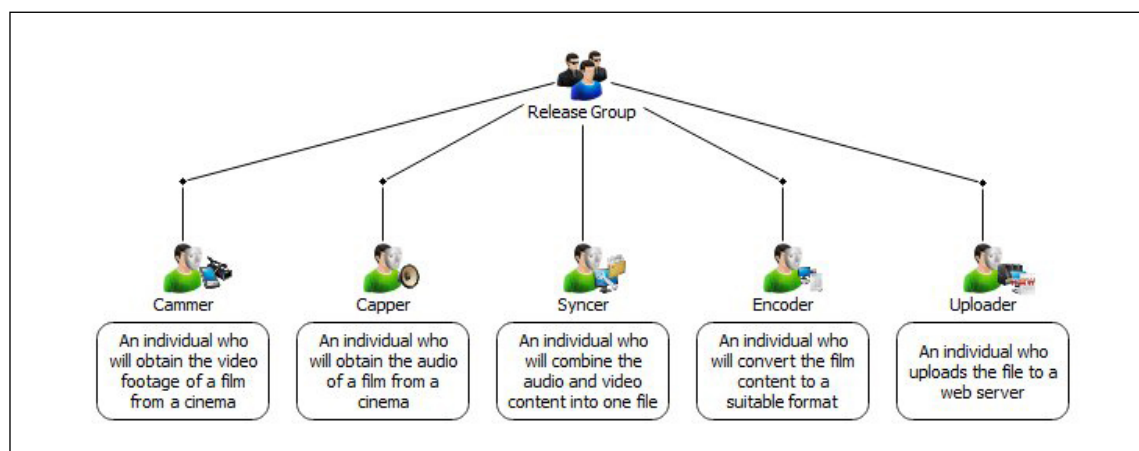 Release Group
Cammer
An individual who
will obtain the video
footage of a film
from a cinema
Capper
An individual who
will obtain the audio
of a film from a
cinema
Syncer
An individual who
will combine the
audio and video
content into one file
Encoder
An individual who
will convert the film
content to a
suitable format
Uploader
An individual who
uploads the file to a
web server